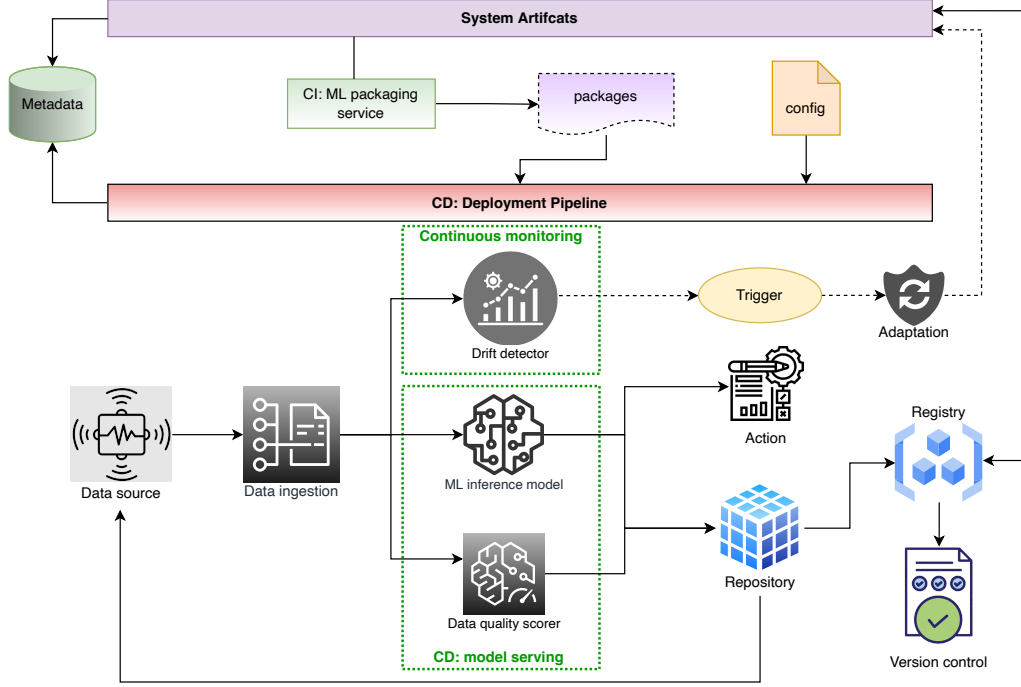 System Artifcats
Metadata
CI: ML packaging
service
packages
config
CD: Deployment Pipeline
Continuous monitoring
Drift detector
Trigger
Adaptation
Action
Registry
Data source
Data ingestion
ML inference model
Repository
Data quality scorer
CD: model serving
Version control